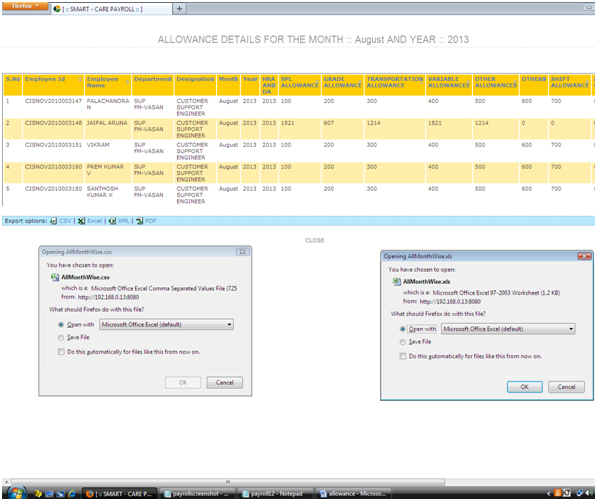 Firefox
[ :: SMART - CARE PAYROLL :: ]
ALLOWANCE DETAILS FOR THE MONTH :: August AND YEAR :: 2013
S.No Employee Id Employee Name Department Designation Month Year HRA AND DA SPL ALLOWANCE GRADE ALLOWANCE TRANSPORTATION ALLOWANCE VARIABLE ALLOWANCEE OTHER ALLOWANCES OTHERS SHIFT ALLOWANCE
1 CISNOV2010003147 PALACHANDRA N SUP FM-VASAN CUSTOMER SUPPORT ENGINEER August 2013 2013 100 200 300 400 500 600 700
2 CISNOV2010003148 JAIPAL ARUNA SUP FM-VASAN CUSTOMER SUPPORT ENGINEER August 2013 2013 1821 607 1214 1821 1214 0 0
3 CISNOV2010003151 VIKRAM SUP FM-VASAN CUSTOMER SUPPORT ENGINEER August 2013 2013 100 200 300 400 500 600 700
4 CISNOV2010003160 PREM KUMAR V SUP FM-VASAN CUSTOMER SUPPORT ENGINEER August 2013 2013 100 200 300 400 500 600 700
5 CISNOV2010003180 SANTHOSH KUMAR K SUP FM-VASAN CUSTOMER SUPPORT ENGINEER August 2013 2013 100 200 300 400 500 600 700
Export options: CSV | Excel | XML | PDF
CLOSE
Opening AllMonthWise.csv
You have chosen to open:
AllMonthWise.csv
which is a: Microsoft Office Excel Comma Separated Values File (725
from: http://192.168.0.13:8080
What should Firefox do with this file?
Open with Microsoft Office Excel (default)
Save File
Do this automatically for files like this from now on.
OK Cancel
Opening AllMonthWise.xls
You have chosen to open:
AllMonthWise.xls
which is a: Microsoft Office Excel 97-2003 Worksheet (1.2 KB)
from: http://192.168.0.13:8080
What should Firefox do with this file?
Open with Microsoft Office Excel (default)
Save File
Do this automatically for files like this from now on.
OK Cancel
[ :: SMART - CARE P... payrollscreenshot - ... payroll12 - Notepad allowance - Microso...